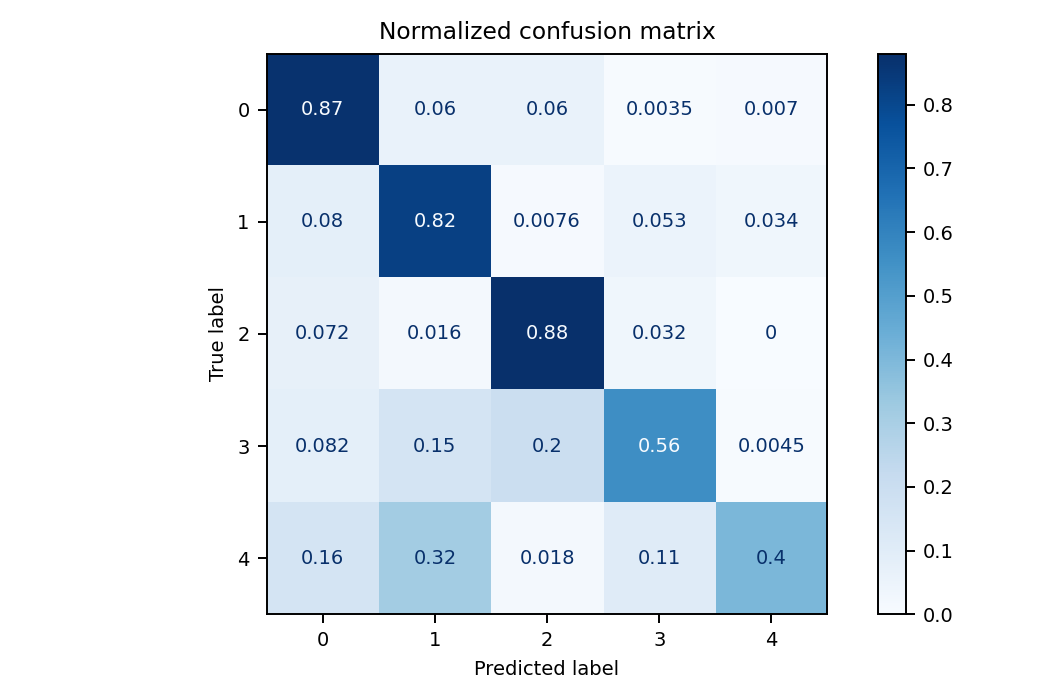 Normalized confusion matrix
True label
0 0.87 0.06 0.06 0.0035 0.007
1 0.08 0.82 0.0076 0.053 0.034
2 0.072 0.016 0.88 0.032 0
3 0.082 0.15 0.2 0.56 0.0045
4 0.16 0.32 0.018 0.11 0.4
0 1 2 3 4
Predicted label
0.8
0.7
0.6
0.5
0.4
0.3
0.2
0.1
0.0